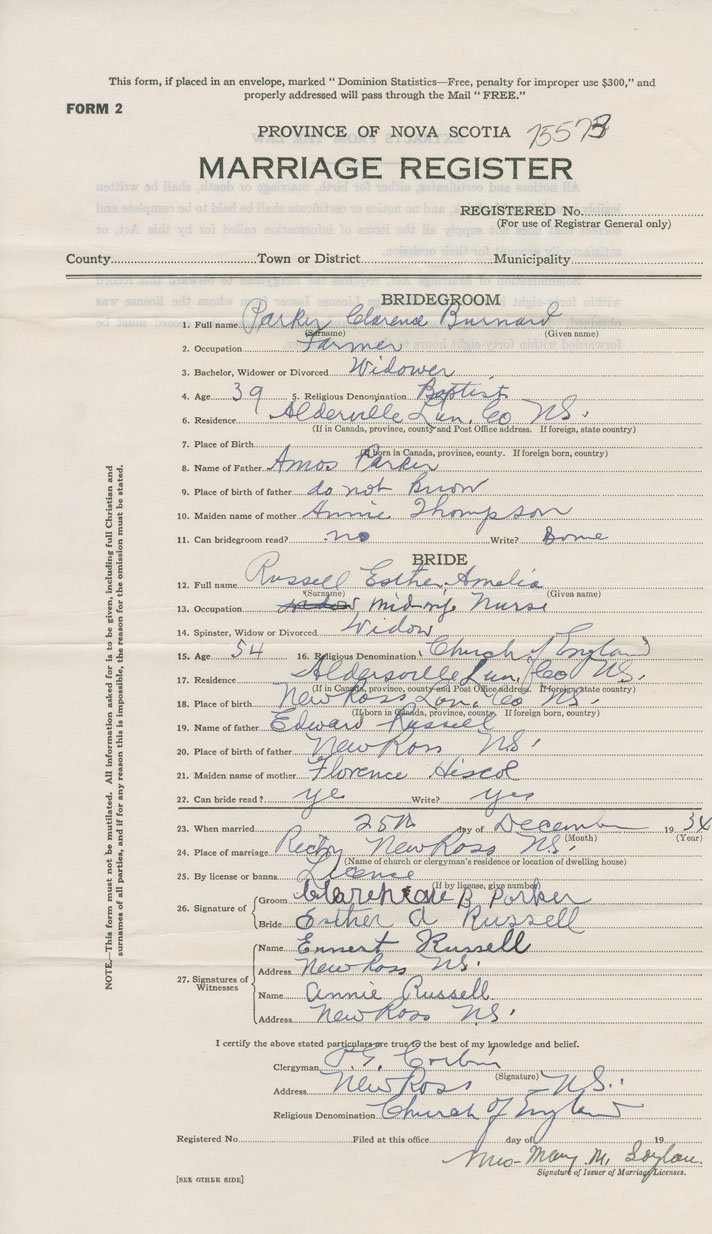 This form, if placed in an envelope, marked " Dominion Statistics—Free, penalty for improper use $300," and
properly addressed will pass through the Mail " FREE."
FORM 2
PROVINCE OF NOVA SCOTIA
MARRIAGE REGISTER
REGISTERED No.
(For use of Registrar General only)
County Town or District Municipality
BRIDEGROOM
1. Full name Parker Clarence Burnard
(Surname) (Given name)
2. Occupation Farmer
3. Bachelor, Widower or Divorced Widower
4. Age 39 5. Religious Denomination Baptist
6. Residence Alderville Lun. Co NS.
(If in Canada, province, county and Post Office address. If foreign, state country)
7. Place of Birth
(If born in Canada, province, county. If foreign born, country)
8. Name of Father Amos Parker
9. Place of birth of father do not know
10. Maiden name of mother Annie Thompson
11. Can bridegroom read? no Write? Some
BRIDE
12. Full name Russell Esther Amelia
(Surname) (Given name)
13. Occupation Nurse
14. Spinster, Widow or Divorced Widow
15. Age 54 16. Religious Denomination Church of England
17. Residence Aldersville Lun. Co NS.
(If in Canada, province, county and Post Office address. If foreign, state country)
18. Place of birth New Ross Lun. Co NS.
(If born in Canada, province, county. If foreign born, country)
19. Name of father Edward Russell
20. Place of birth of father New Ross NS.
21. Maiden name of mother Florence
22. Can bride read? ye Write? yes
23. When married 25th day of December 19
(Month) (Year)
24. Place of marriage New Ross NS.
(Name of church or clergyman's residence or location of dwelling house)
25. By license or banns Licence
(If by license, give number)
26. Signature of Groom B Parker
Bride Esther A Russell
27. Signatures of Witnesses Name Ernest Russell
Address New Ross NS.
Name Annie Russell
Address New Ross NS.
I certify the above stated particulars are true to the best of my knowledge and belief.
Clergyman
(Signature)
Address New Ross NS.
Religious Denomination Church of England
Registered No. Filed at this office day of 19
Mrs Mary M.
Signature of Issuer of Marriage Licenses.
[SEE OTHER SIDE]
NOTE.—This form must not be mutilated. All information asked for is to be given, including full Christian and
surnames of all parties, and if for any reason this is impossible, the reason for the omission must be stated.